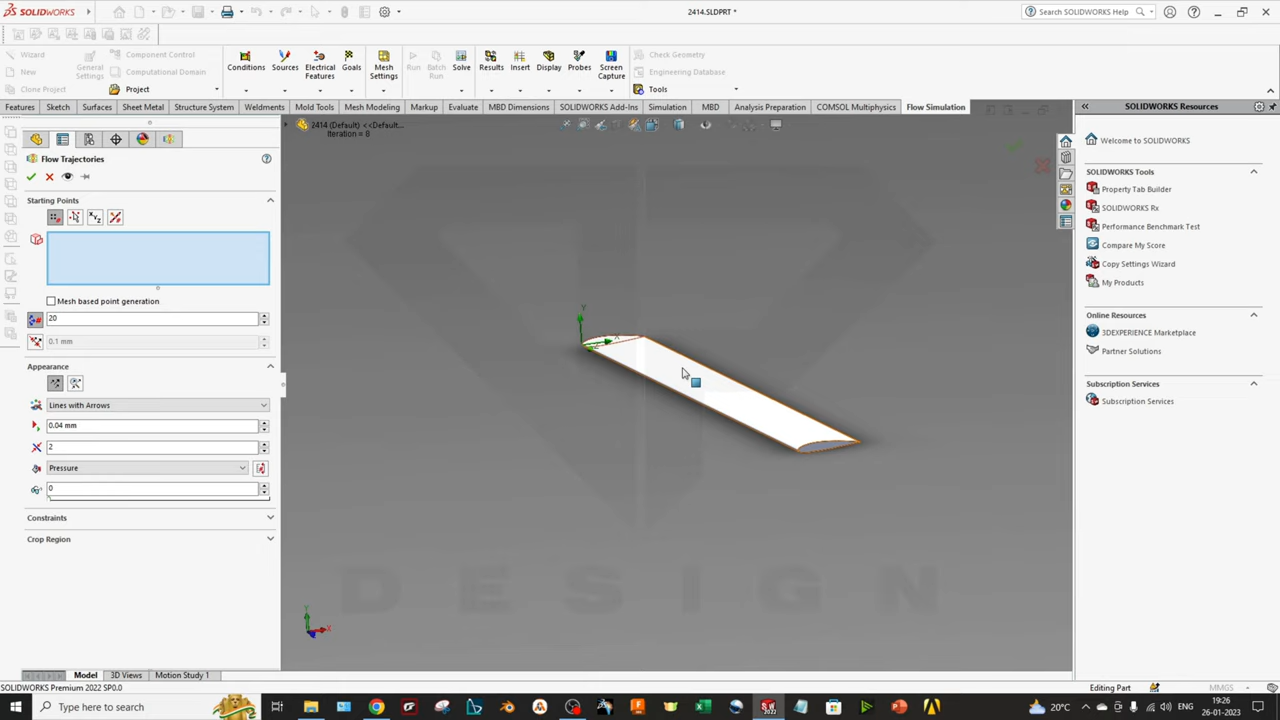 SOLIDWORKS
2414.SLDPRT *
Search SOLIDWORKS Help
Wizard
New
Clone Project
General Settings
Component Control
Computational Domain
Project
Conditions
Sources
Electrical Features
Goals
Mesh Settings
Run
Batch Run
Solve
Results
Insert
Display
Probes
Screen Capture
Check Geometry
Engineering Database
Tools
Features
Sketch
Surfaces
Sheet Metal
Structure System
Weldments
Mold Tools
Mesh Modeling
Markup
Evaluate
MBD Dimensions
SOLIDWORKS Add-Ins
Simulation
MBD
Analysis Preparation
COMSOL Multiphysics
Flow Simulation
SOLIDWORKS Resources
2414 (Default) <<Default...
Iteration = 8
Flow Trajectories
Starting Points
Mesh based point generation
20
0.1 mm
Appearance
Lines with Arrows
0.04 mm
2
Pressure
0
Constraints
Crop Region
Y
X
DESIGN
Y
X
Welcome to SOLIDWORKS
SOLIDWORKS Tools
Property Tab Builder
SOLIDWORKS Rx
Performance Benchmark Test
Compare My Score
Copy Settings Wizard
My Products
Online Resources
3DEXPERIENCE Marketplace
Partner Solutions
Subscription Services
Subscription Services
Model
3D Views
Motion Study 1
SOLIDWORKS Premium 2022 SP0.0
Editing Part
MMGS
Type here to search
20°C
ENG
19:26
26-01-2023